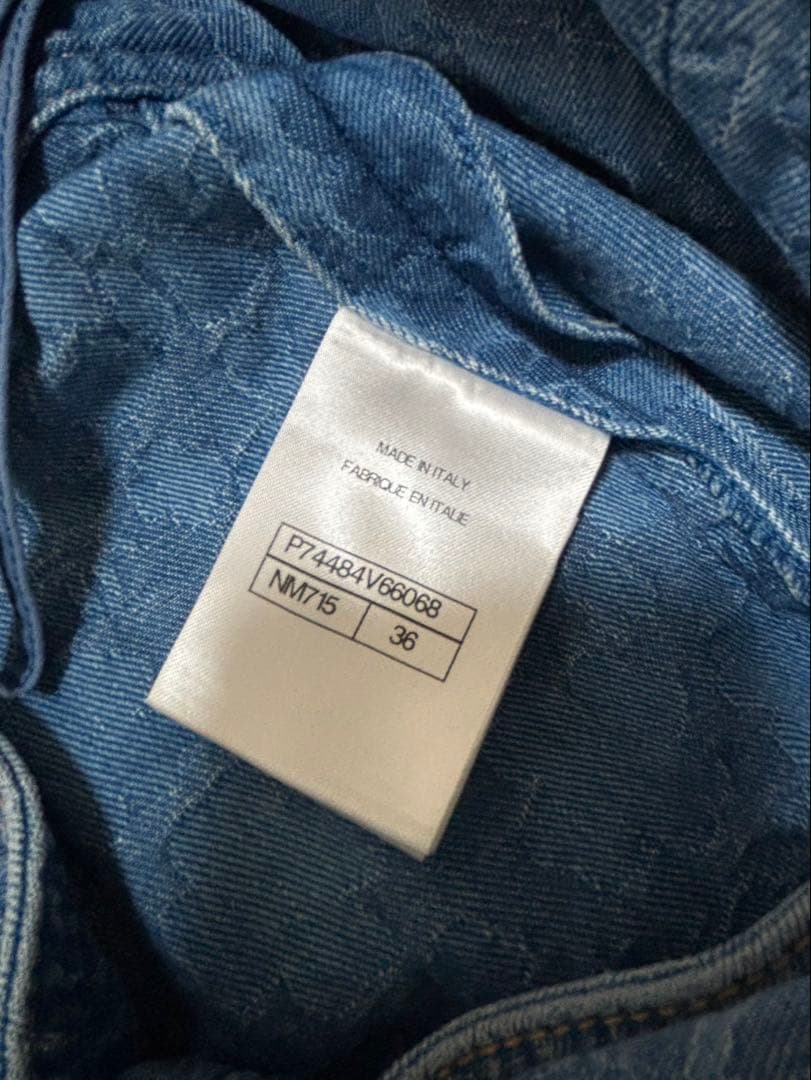 MADE IN ITALY
FABRIQUE EN ITALIE
P74484V66068
NM715 36